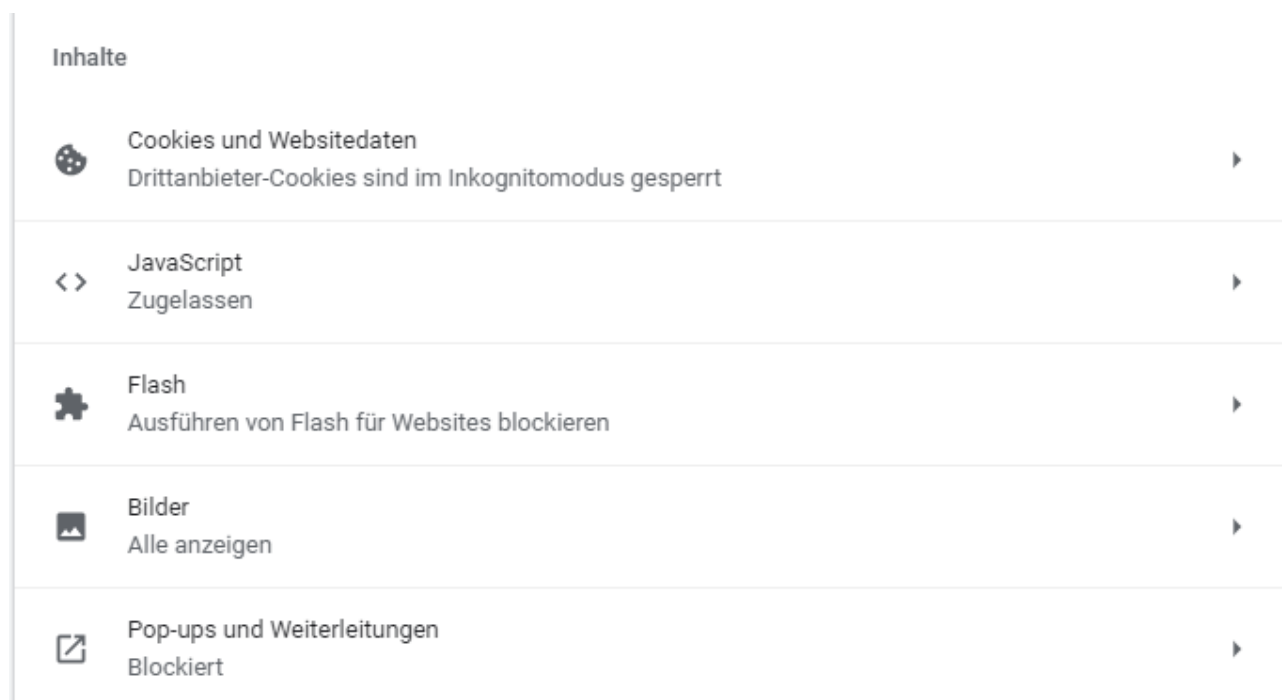 Inhalte
Cookies und Websitedaten
Drittanbieter-Cookies sind im Inkognitomodus gesperrt
JavaScript
Zugelassen
Flash
Ausführen von Flash für Websites blockieren
Bilder
Alle anzeigen
Pop-ups und Weiterleitungen
Blockiert